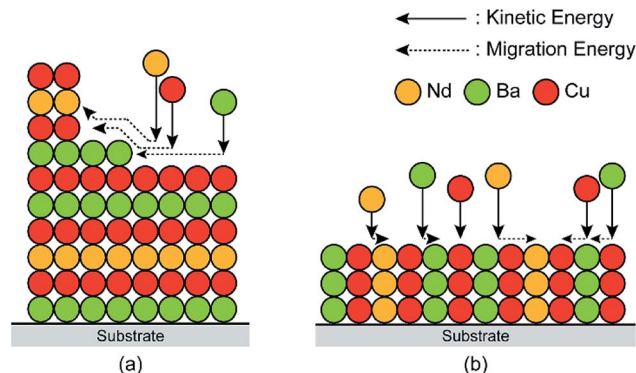 : Kinetic Energy
: Migration Energy
Nd Ba Cu
Substrate
(a)
Substrate
(b)